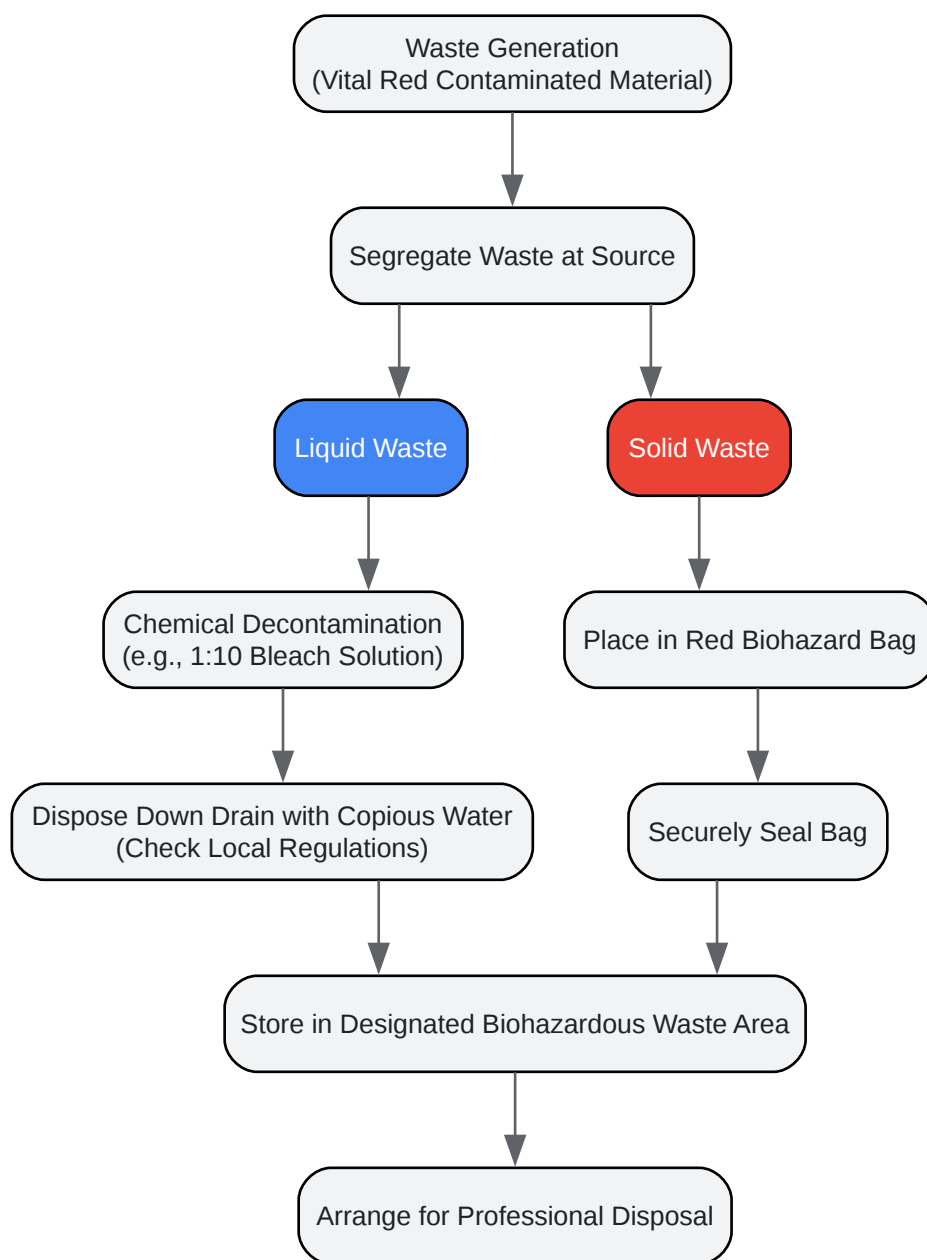 Waste Generation
(Vital Red Contaminated Material)
Segregate Waste at Source
Liquid Waste
Solid Waste
Chemical Decontamination
(e.g., 1:10 Bleach Solution)
Place in Red Biohazard Bag
Dispose Down Drain with Copious Water
(Check Local Regulations)
Securely Seal Bag
Store in Designated Biohazardous Waste Area
Arrange for Professional Disposal